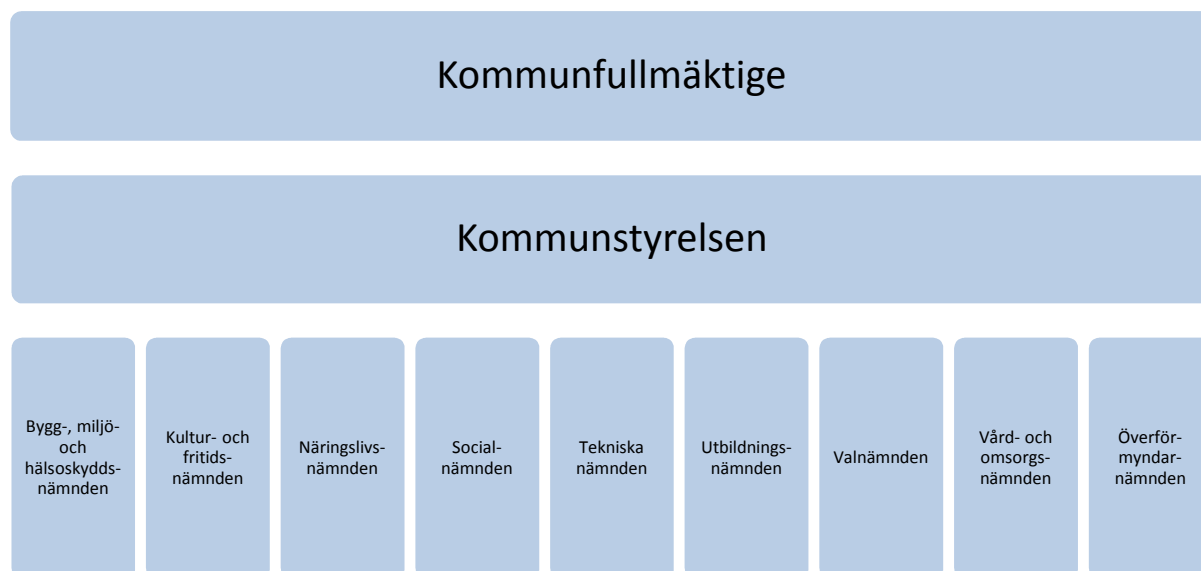 Kommunfullmäktige
Kommunstyrelsen
Bygg-, miljö-
och
hälsoskydds-
nämnden
Kultur- och
fritids-
nämnden
Näringslivs-
nämnden
Social-
nämnden
Tekniska
nämnden
Utbildnings-
nämnden
Valnämnden
Vård- och
omsorgs-
nämnden
Överför-
myndar-
nämnden